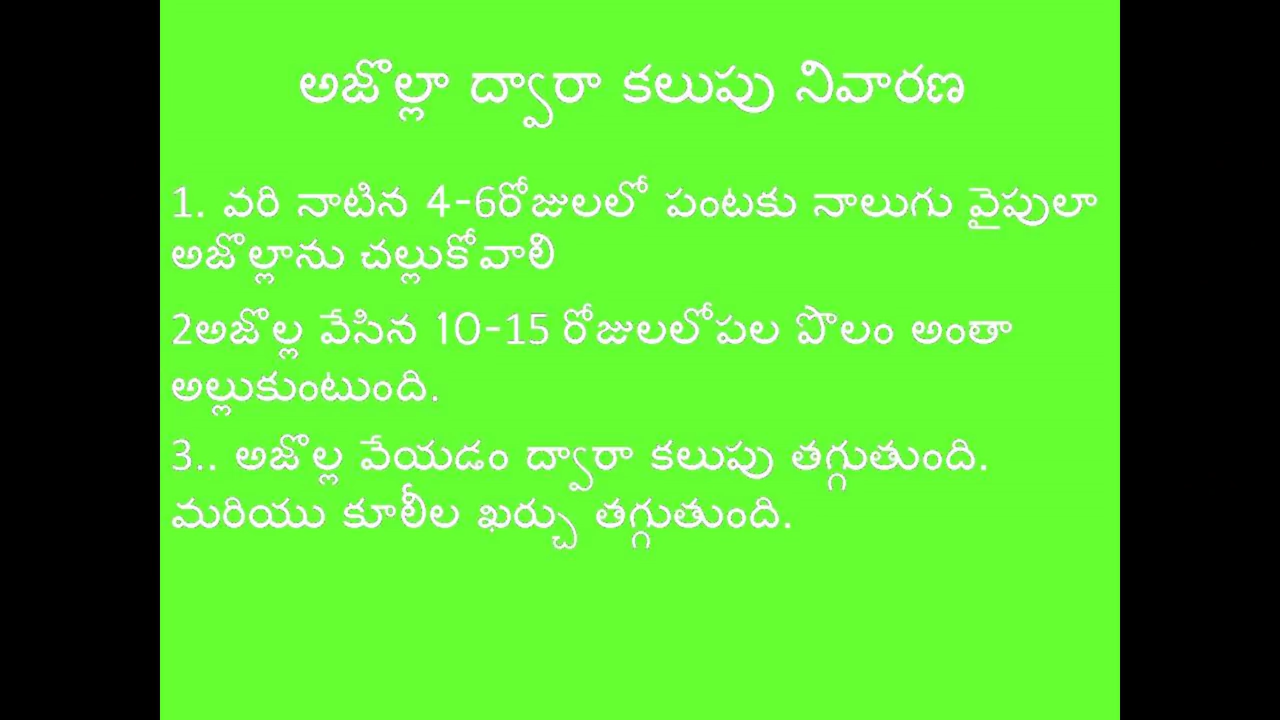 అజొల్లా ద్వారా కలుపు నివారణ
1. వరి నాటిన 4-6రోజులలో పంటకు నాలుగు వైపులా
అజొల్లాను చల్లుకోవాలి
2అజొల్ల వేసిన 10-15 రోజులలోపల పొలం అంతా
అల్లుకుంటుంది.
3.. అజొల్ల వేయడం ద్వారా కలుపు తగ్గుతుంది.
మరియు కూలీల ఖర్చు తగ్గుతుంది.